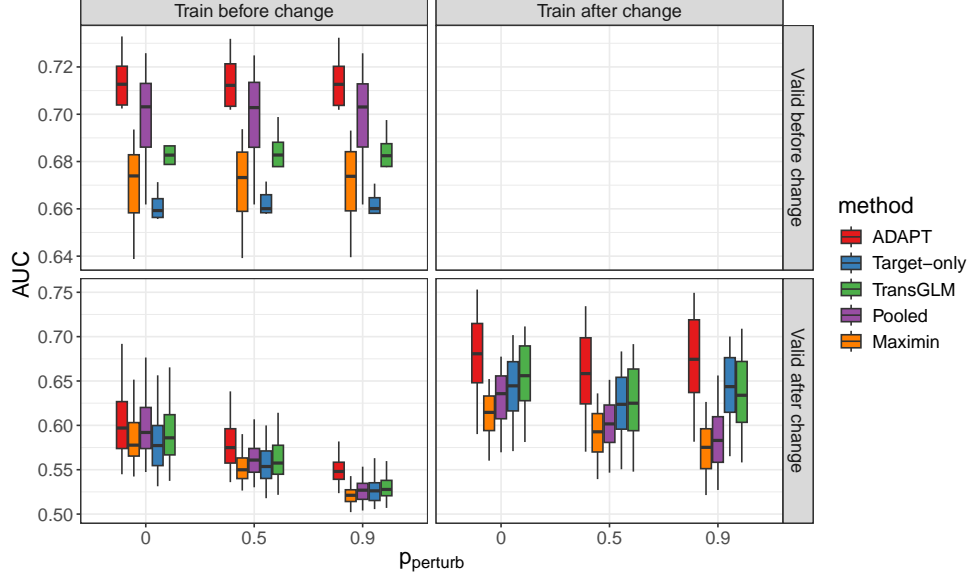 Train before change
Train after change
Valid before change
Valid after change
AUC
0.72
0.70
0.68
0.66
0.64
0.75
0.70
0.65
0.60
0.55
0.50
0 0.5 0.9
0 0.5 0.9
pperturb
method
ADAPT
Target−only
TransGLM
Pooled
Maximin